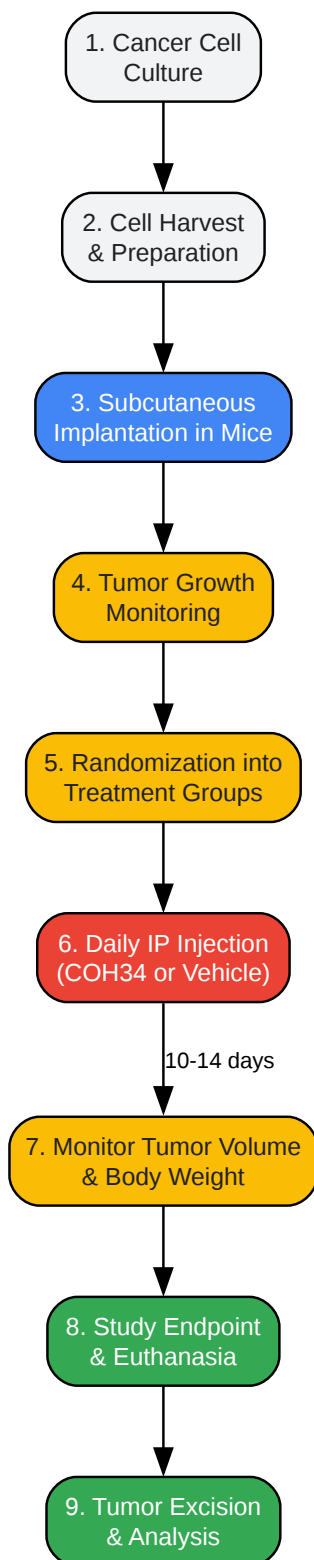 1. Cancer Cell
Culture
2. Cell Harvest
& Preparation
3. Subcutaneous
Implantation in Mice
4. Tumor Growth
Monitoring
5. Randomization into
Treatment Groups
6. Daily IP Injection
(COH34 or Vehicle)
10-14 days
7. Monitor Tumor Volume
& Body Weight
8. Study Endpoint
& Euthanasia
9. Tumor Excision
& Analysis